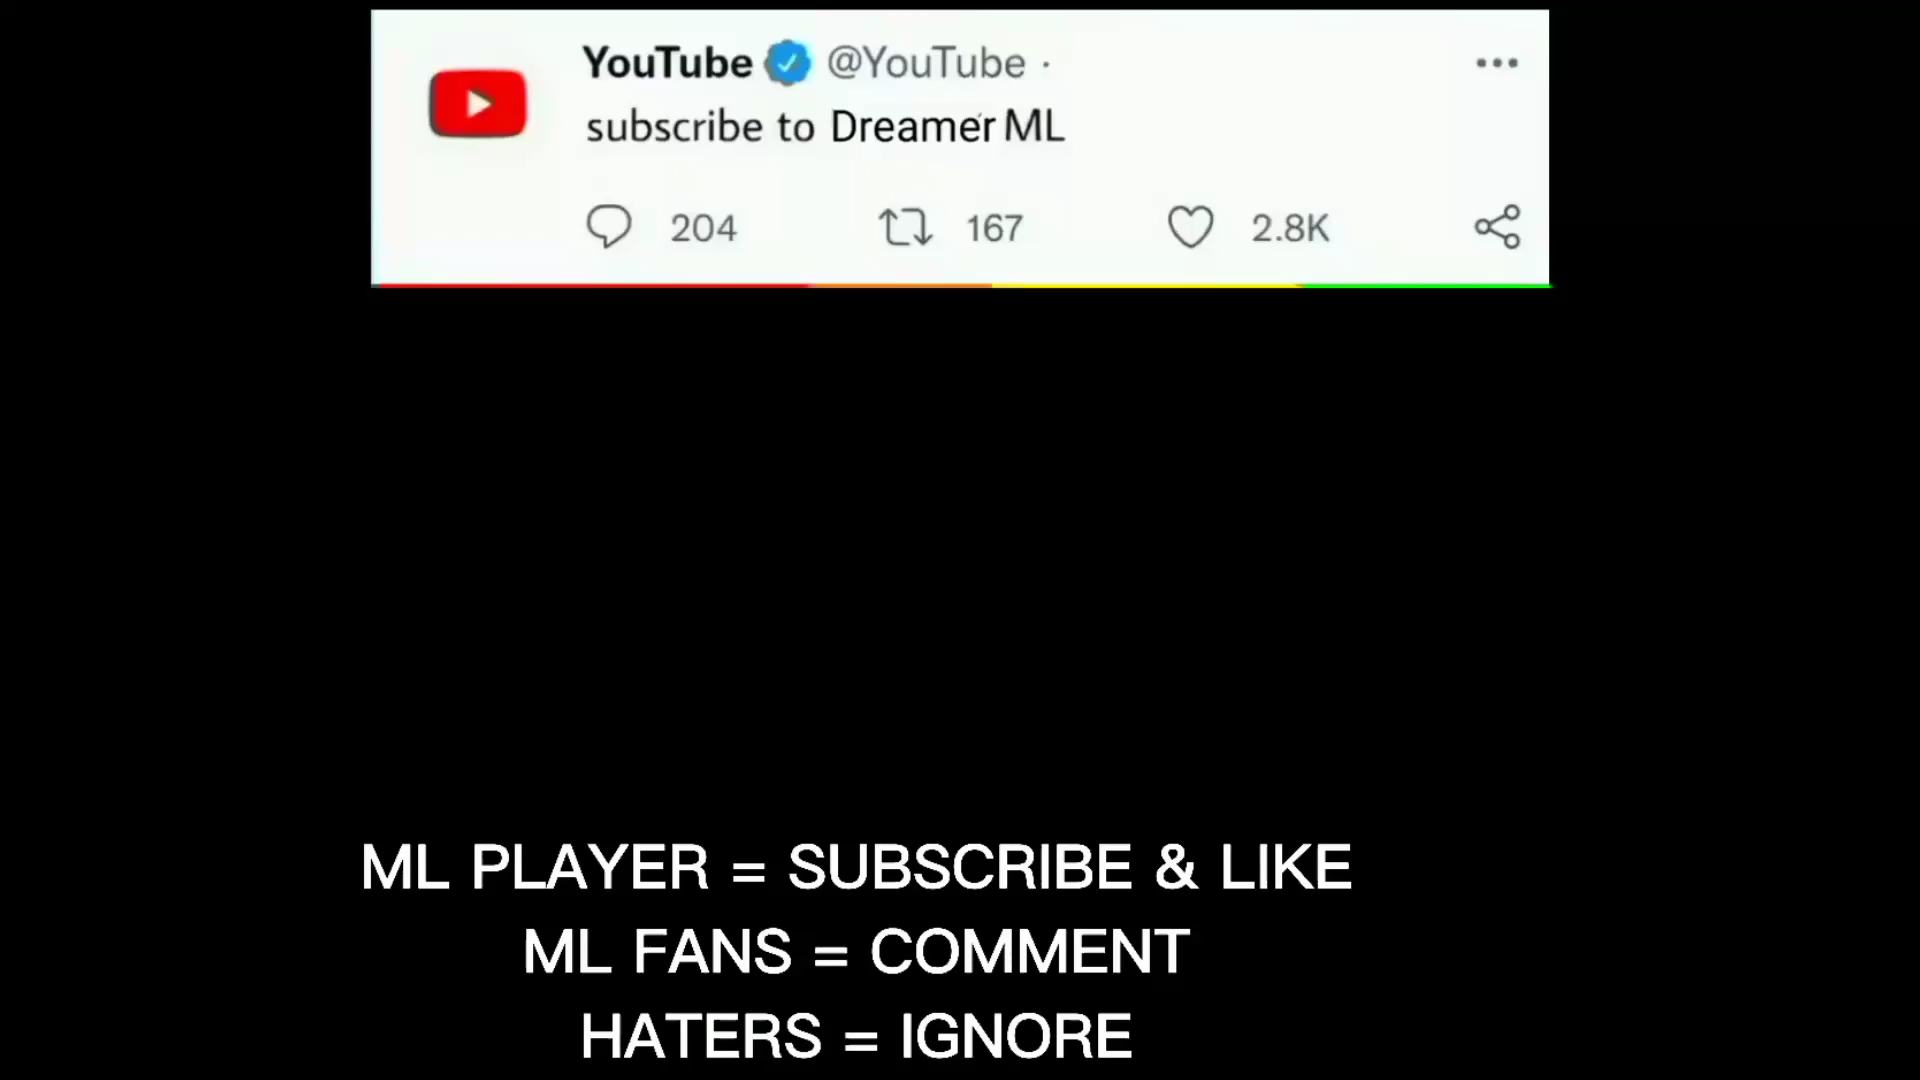 YouTube @YouTube ·
subscribe to Dreamer ML
204 167 2.8K
ML PLAYER = SUBSCRIBE & LIKE
ML FANS = COMMENT
HATERS = IGNORE